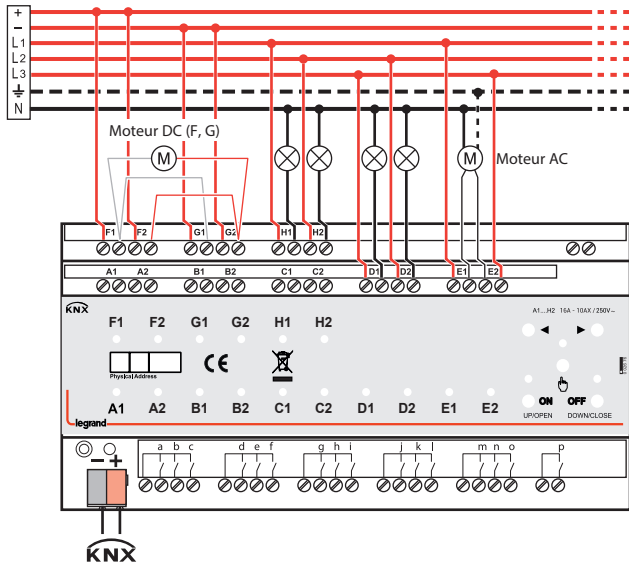 +
−
L1
L2
L3
N
Moteur DC (F, G)
M
M
Moteur AC
F1 F2 G1 G2 H1 H2
A1 A2 B1 B2 C1 C2 D1 D2 E1 E2
KNX
A1....H2 16A - 10AX / 250V~
F1 F2 G1 G2 H1 H2
Physical Address
CE
ON OFF
A1 A2 B1 B2 C1 C2 D1 D2 E1 E2
UP/OPEN DOWN/CLOSE
legrand
a b c d e f g h i j k l m n o p
− +
KNX